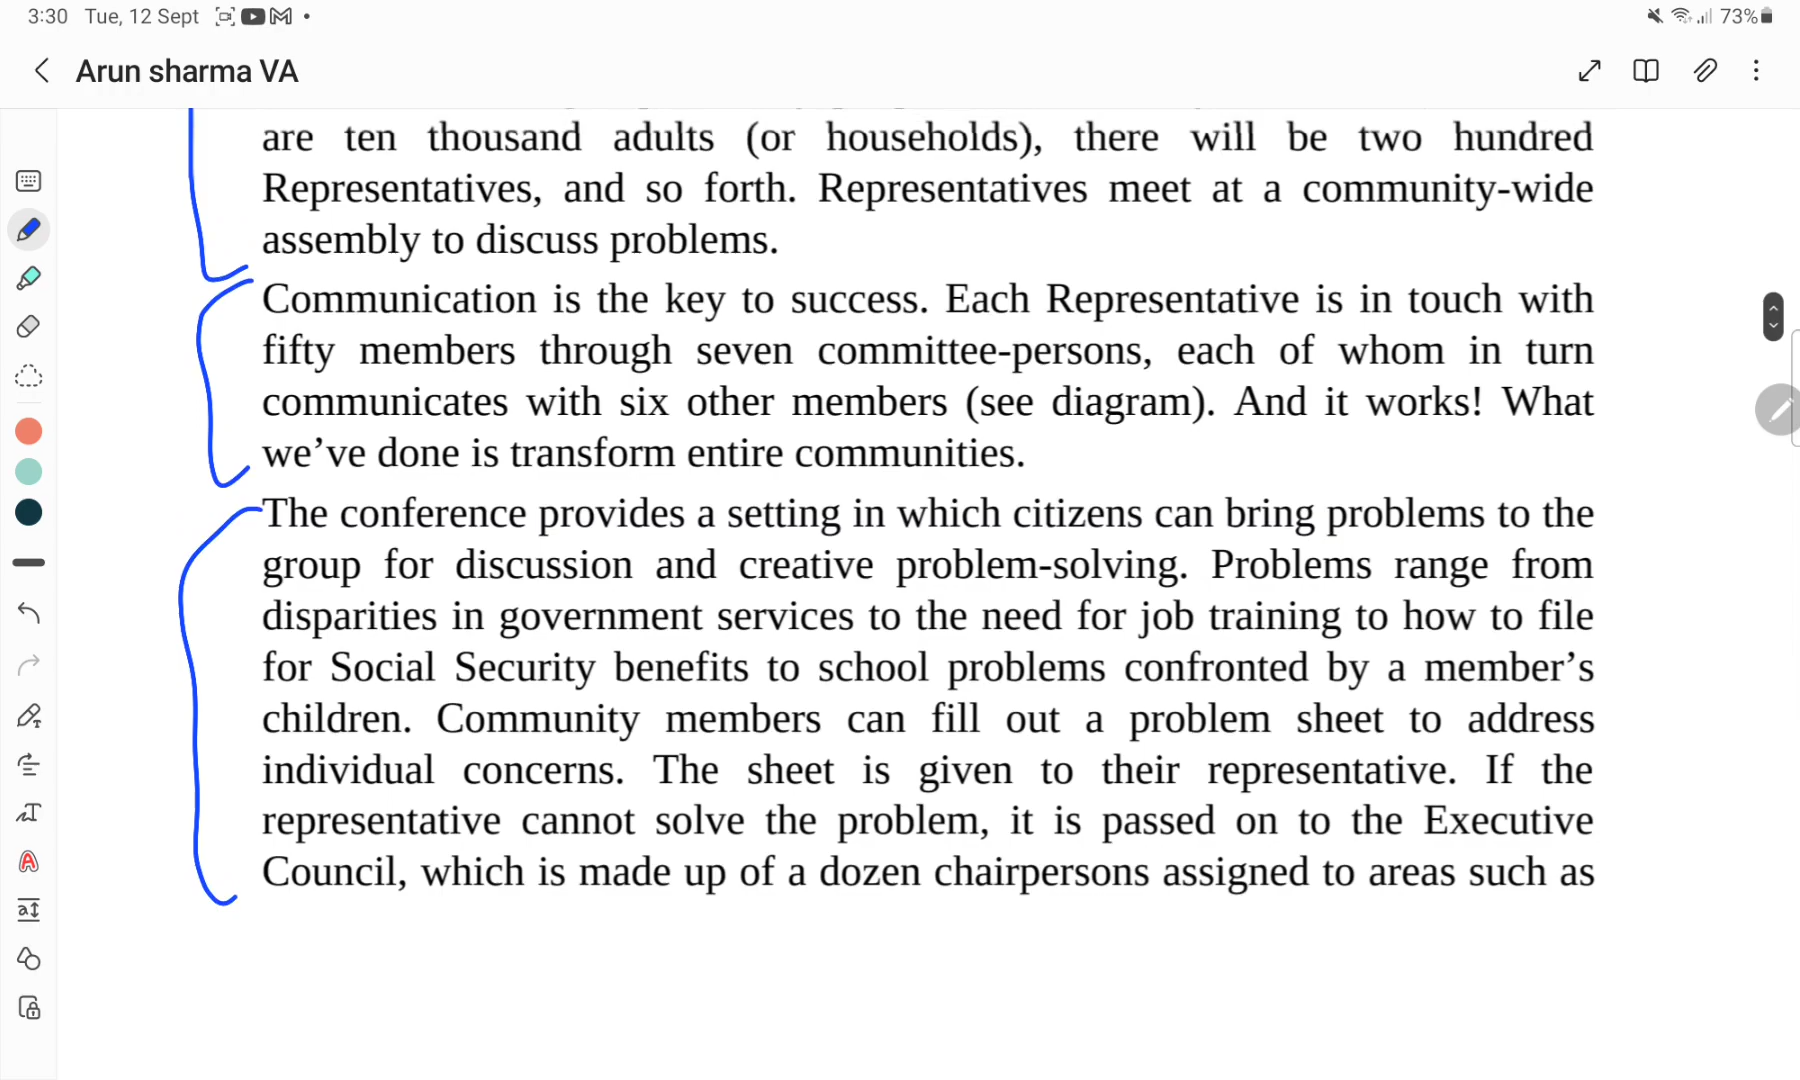 3:30 Tue, 12 Sept 73%
Arun sharma VA
are ten thousand adults (or households), there will be two hundred
Representatives, and so forth. Representatives meet at a community-wide
assembly to discuss problems.
Communication is the key to success. Each Representative is in touch with
fifty members through seven committee-persons, each of whom in turn
communicates with six other members (see diagram). And it works! What
we’ve done is transform entire communities.
The conference provides a setting in which citizens can bring problems to the
group for discussion and creative problem-solving. Problems range from
disparities in government services to the need for job training to how to file
for Social Security benefits to school problems confronted by a member’s
children. Community members can fill out a problem sheet to address
individual concerns. The sheet is given to their representative. If the
representative cannot solve the problem, it is passed on to the Executive
Council, which is made up of a dozen chairpersons assigned to areas such as